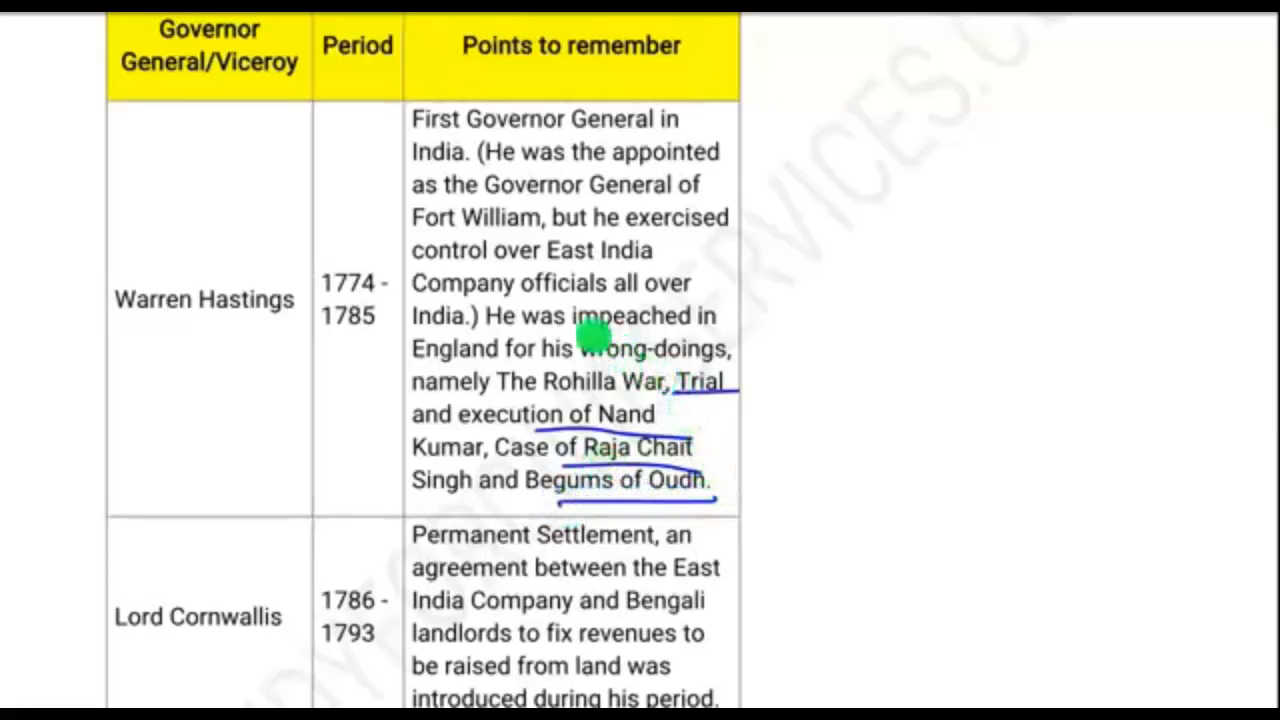 Governor
General/Viceroy
Period
Points to remember
Warren Hastings
1774 -
1785
First Governor General in
India. (He was the appointed
as the Governor General of
Fort William, but he exercised
control over East India
Company officials all over
India.) He was impeached in
England for his wrong-doings,
namely The Rohilla War, Trial
and execution of Nand
Kumar, Case of Raja Chait
Singh and Begums of Oudh.
Lord Cornwallis
1786 -
1793
Permanent Settlement, an
agreement between the East
India Company and Bengali
landlords to fix revenues to
be raised from land was
introduced during his period.